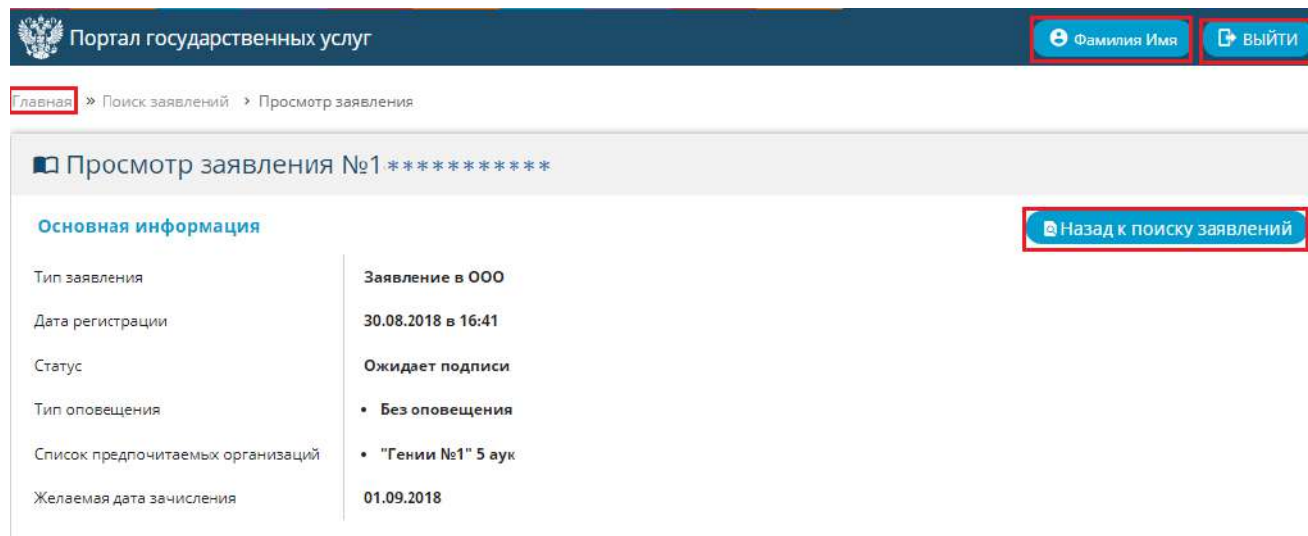 Портал государственных услуг
Фамилия Имя
ВЫЙТИ
Главная » Поиск заявлений › Просмотр заявления
Просмотр заявления №1***********
Основная информация
Назад к поиску заявлений
Тип заявления Заявление в ООО
Дата регистрации 30.08.2018 в 16:41
Статус Ожидает подписи
Тип оповещения • Без оповещения
Список предпочитаемых организаций • "Гении №1" 5 аук
Желаемая дата зачисления 01.09.2018